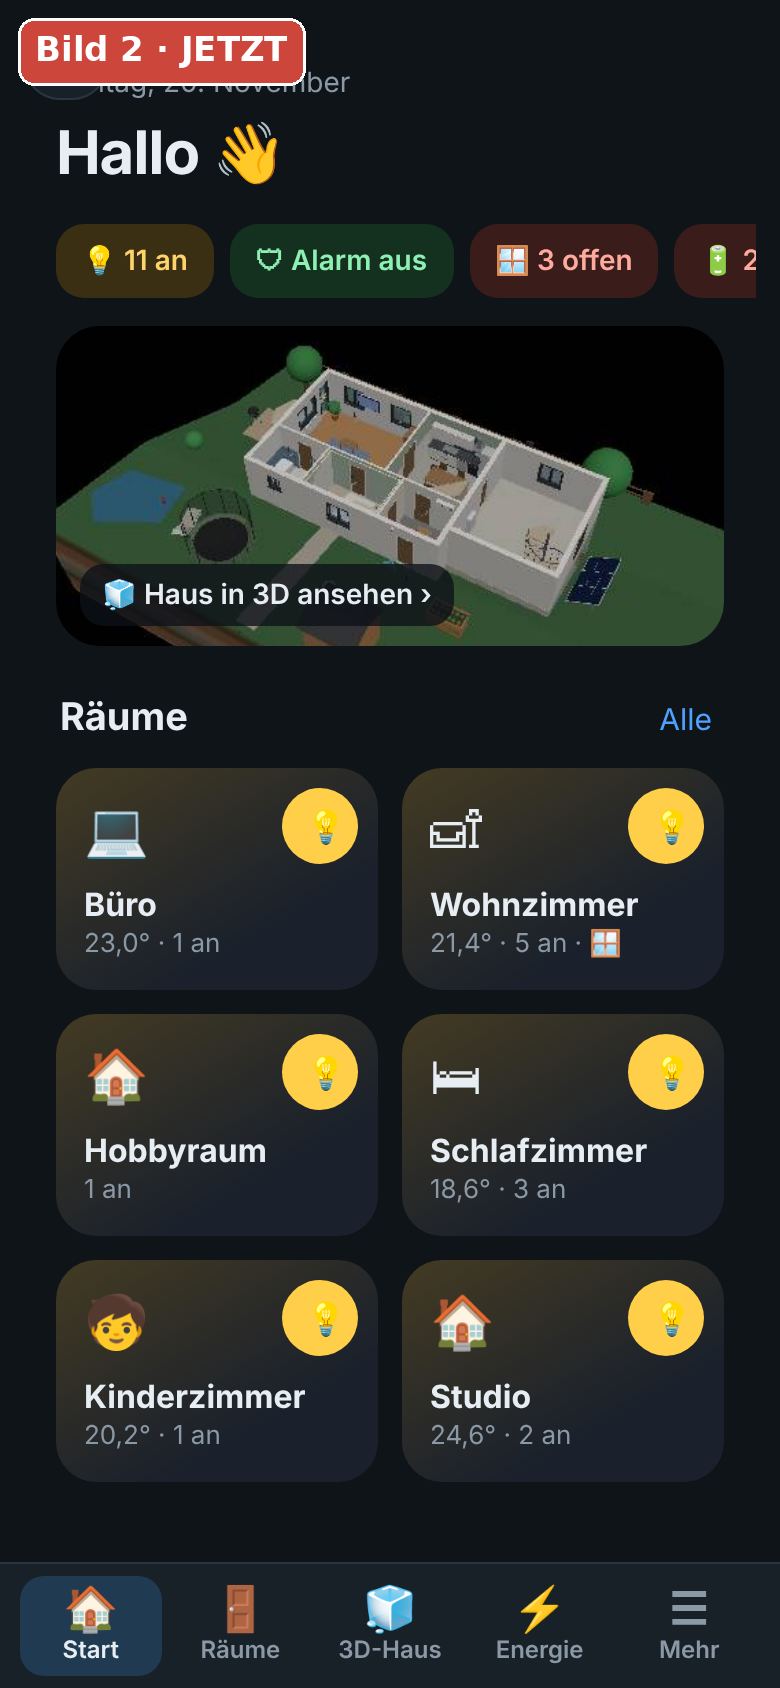 Bild 2 · JETZT
November
Hallo 👋
💡 11 an
🛡 Alarm aus
🪟 3 offen
🔋 2
🧊 Haus in 3D ansehen ›
Räume
Alle
Büro
23,0° · 1 an
Wohnzimmer
21,4° · 5 an · 🪟
Hobbyraum
1 an
Schlafzimmer
18,6° · 3 an
Kinderzimmer
20,2° · 1 an
Studio
24,6° · 2 an
Start
Räume
3D-Haus
Energie
Mehr